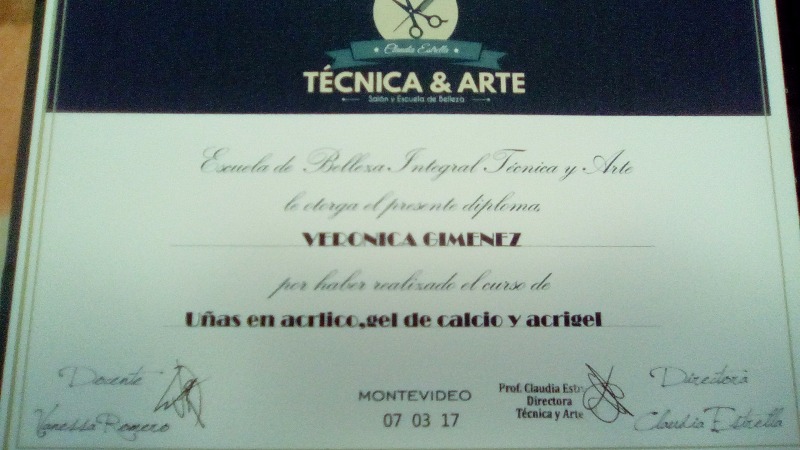 Claudia Estrella
TÉCNICA & ARTE
Salón y Escuela de Belleza
Escuela de Belleza Integral Técnica y Arte
le otorga el presente diploma,
VERONICA GIMENEZ
por haber realizado el curso de
Uñas en acrlico,gel de calcio y acrigel
Docente
Vanessa Romero
MONTEVIDEO
07 03 17
Prof. Claudia Estr
Directora
Técnica y Arte
Directora
Claudia Estrella